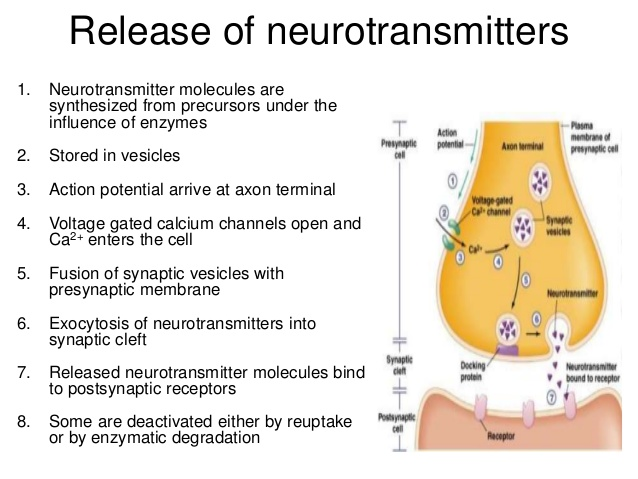 Release of neurotransmitters
1. Neurotransmitter molecules are
synthesized from precursors under the
influence of enzymes
2. Stored in vesicles
3. Action potential arrive at axon terminal
4. Voltage gated calcium channels open and
Ca2+ enters the cell
5. Fusion of synaptic vesicles with
presynaptic membrane
6. Exocytosis of neurotransmitters into
synaptic cleft
7. Released neurotransmitter molecules bind
to postsynaptic receptors
8. Some are deactivated either by reuptake
or by enzymatic degradation
Presynaptic
cell
Action
potential
Axon terminal
Plasma
membrane of
presynaptic cell
1
Voltage-gated
Ca2+ channel
2
Synaptic
vesicles
3
Ca2+
4
5
Neurotransmitter
6
Synaptic
cleft
Docking
protein
Neurotransmitter
bound to receptor
7
Postsynaptic
cell
Receptor